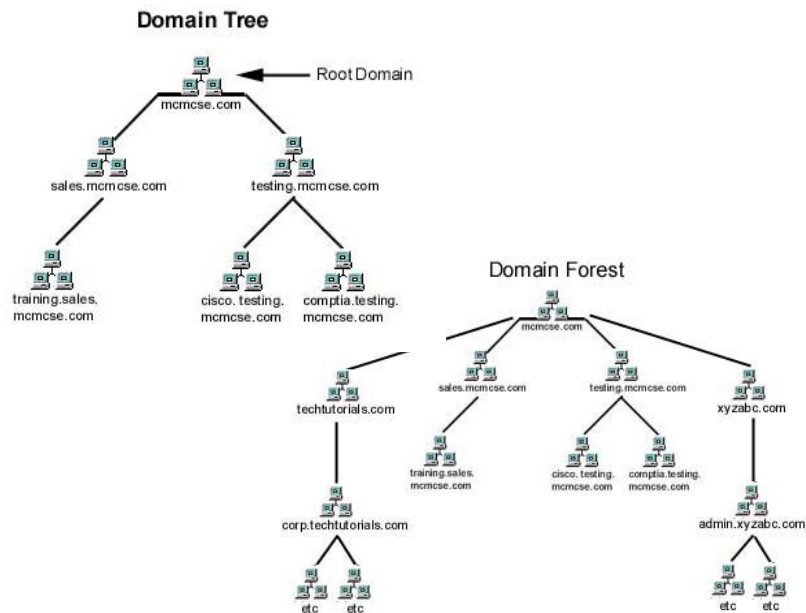 Domain Tree
Root Domain
mcmcse.com
sales.mcmcse.com
testing.mcmcse.com
training.sales.
mcmcse.com
cisco. testing.
mcmcse.com
comptia.testing.
mcmcse.com
Domain Forest
mcmcse.com
techtutorials.com
sales.mcmcse.com
testing.mcmcse.com
xyzabc.com
training.sales.
mcmcse.com
cisco. testing.
mcmcse.com
comptia.testing.
mcmcse.com
corp.techtutorials.com
admin.xyzabc.com
etc
etc
etc
etc